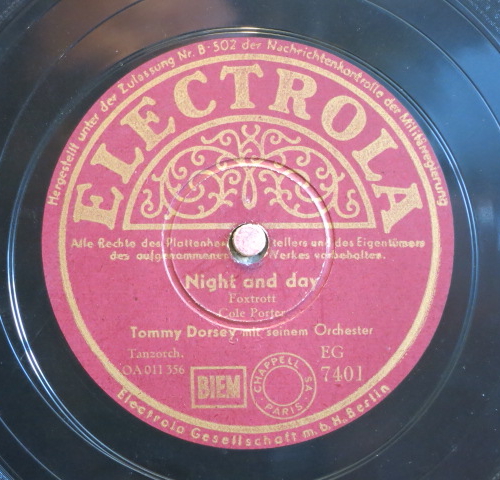 Hergestellt unter der Zulassung Nr. B-502 der Nachrichtenkontrolle der Militärregierung
ELECTROLA
Alle Rechte des Plattenhe tellers und des Eigentümers
des aufgenommenen Werkes vorbehalten.
Night and day
Foxtrott
Cole Porter
Tommy Dorsey mit seinem Orchester
Tanzorch.
OA 011 356
BIEM
CHAPPELL SA
PARIS
EG
7401
Electrola Gesellschaft m.b.H. Berlin